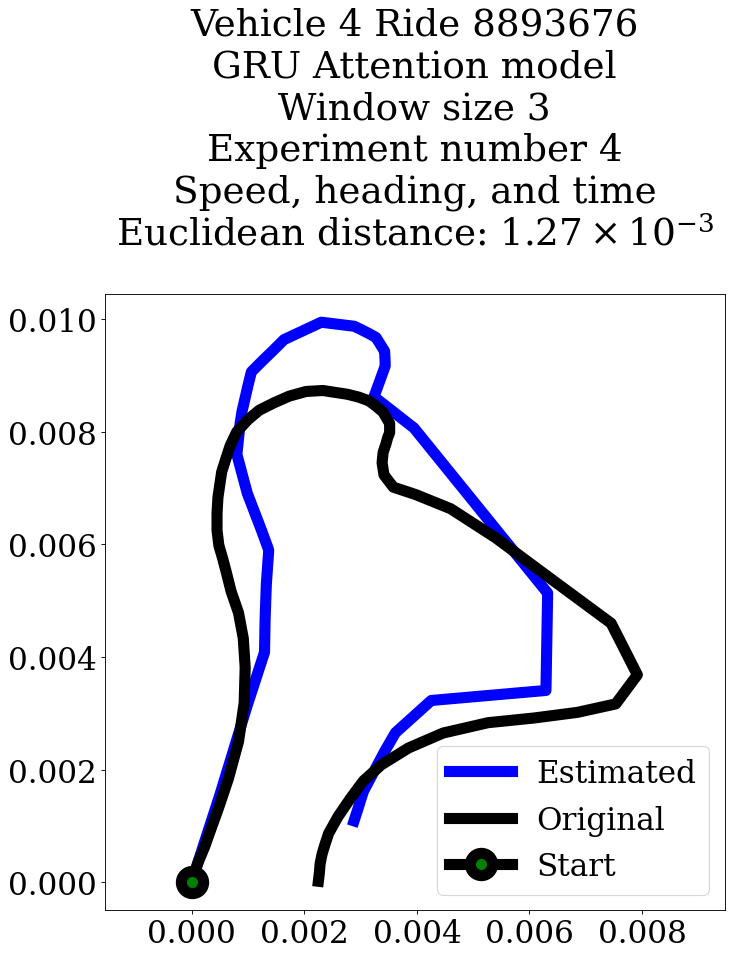 Vehicle 4 Ride 8893676
GRU Attention model
Window size 3
Experiment number 4
Speed, heading, and time
Euclidean distance: 1.27 × 10⁻³
0.010
0.008
0.006
0.004
0.002
0.000
Estimated
Original
Start
0.000 0.002 0.004 0.006 0.008